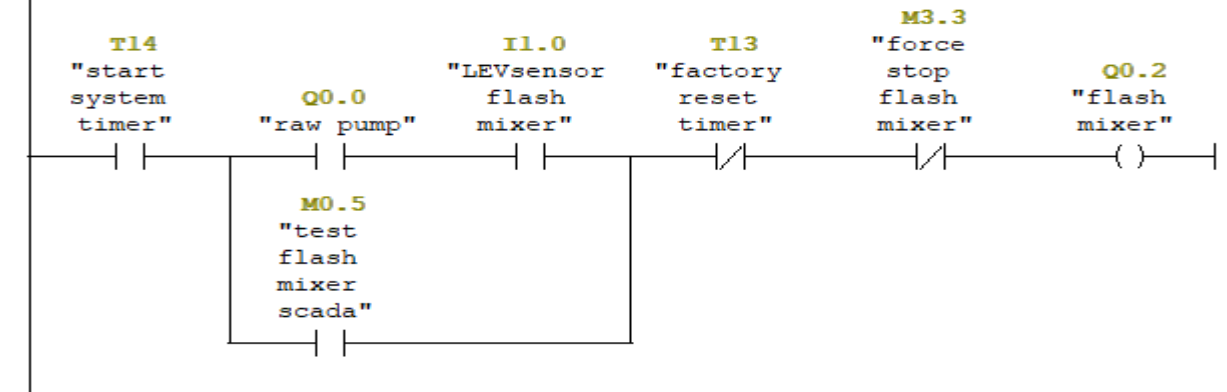 T14
"start
system
timer"
Q0.0
"raw pump"
I1.0
"LEVsensor
flash
mixer"
T13
"factory
reset
timer"
M3.3
"force
stop
flash
mixer"
Q0.2
"flash
mixer"
M0.5
"test
flash
mixer
scada"